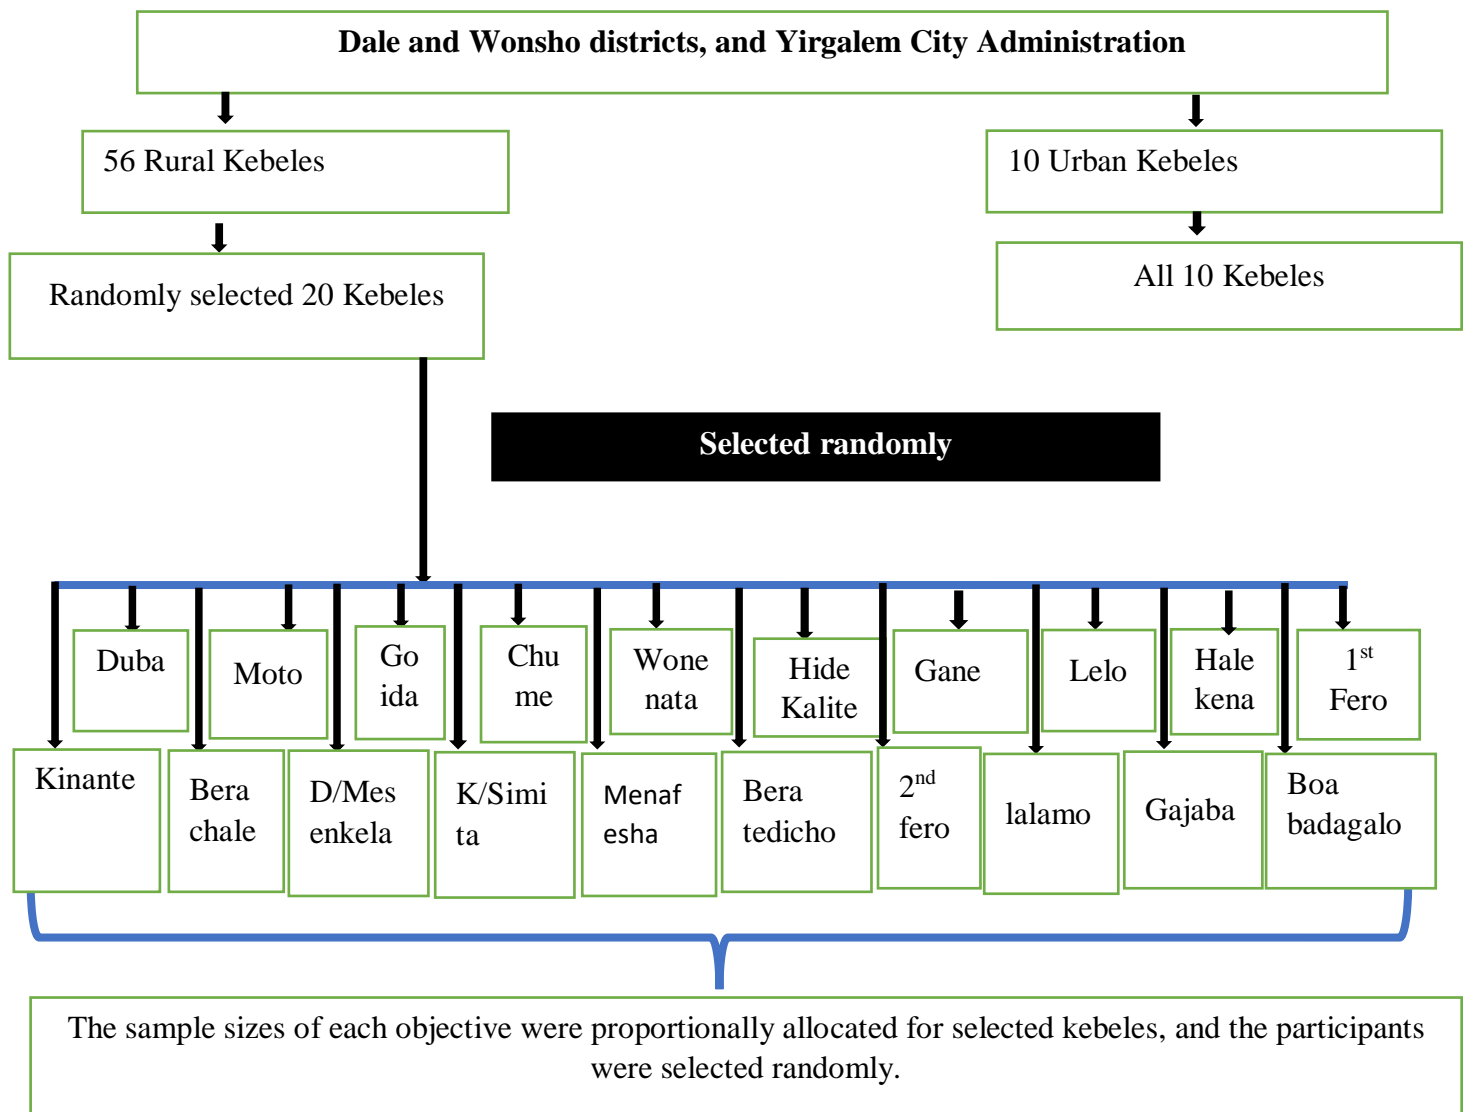 Dale and Wonsho districts, and Yirgalem City Administration
56 Rural Kebeles
10 Urban Kebeles
Randomly selected 20 Kebeles
All 10 Kebeles
Selected randomly
Duba
Moto
Go
ida
Chu
me
Wone
nata
Hide
Kalite
Gane
Lelo
Hale
kena
1st
Fero
Kinante
Bera
chale
D/Mes
enkela
K/Simi
ta
Menaf
esha
Bera
tedicho
2nd
fero
lalamo
Gajaba
Boa
badagalo
The sample sizes of each objective were proportionally allocated for selected kebeles, and the participants
were selected randomly.